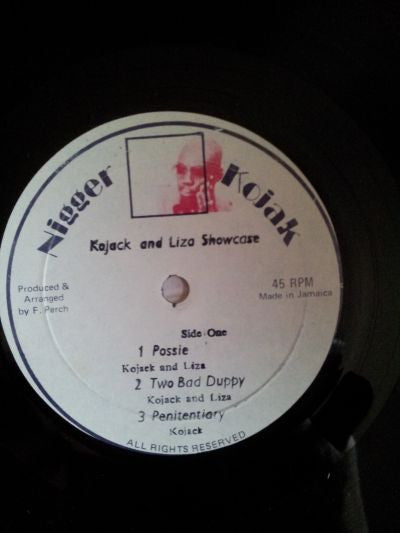 Nigger Kojak
Kojack and Liza Showcase
Produced &
Arranged
by F. Perch
45 RPM
Made in Jamaica
Side One
1 Possie
Kojack and Liza
2 Two Bad Duppy
Kojack and Liza
3 Penitentiary
Kojack
ALL RIGHTS RESERVED